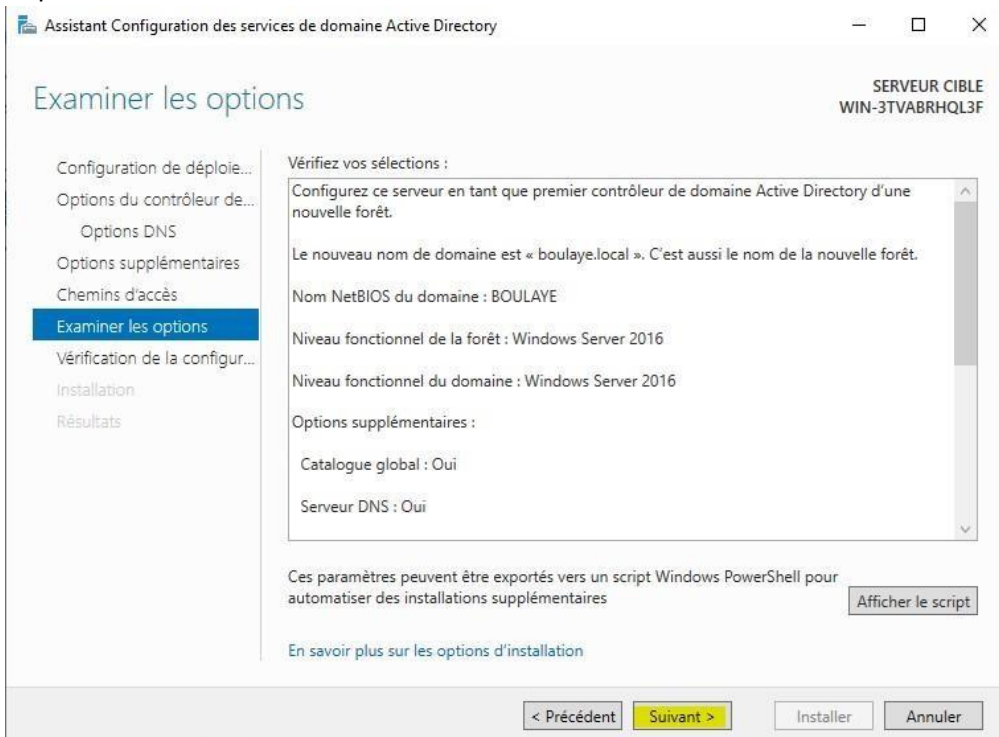 Assistant Configuration des services de domaine Active Directory
Examiner les options
SERVEUR CIBLE
WIN-3TVABRHQL3F
Configuration de déploie...
Options du contrôleur de...
Options DNS
Options supplémentaires
Chemins d'accès
Examiner les options
Vérification de la configur...
Installation
Résultats
Vérifiez vos sélections :
Configurez ce serveur en tant que premier contrôleur de domaine Active Directory d'une
nouvelle forêt.
Le nouveau nom de domaine est « boulaye.local ». C'est aussi le nom de la nouvelle forêt.
Nom NetBIOS du domaine : BOULAYE
Niveau fonctionnel de la forêt : Windows Server 2016
Niveau fonctionnel du domaine : Windows Server 2016
Options supplémentaires :
Catalogue global : Oui
Serveur DNS : Oui
Ces paramètres peuvent être exportés vers un script Windows PowerShell pour
automatiser des installations supplémentaires
Afficher le script
En savoir plus sur les options d'installation
< Précédent
Suivant >
Installer
Annuler